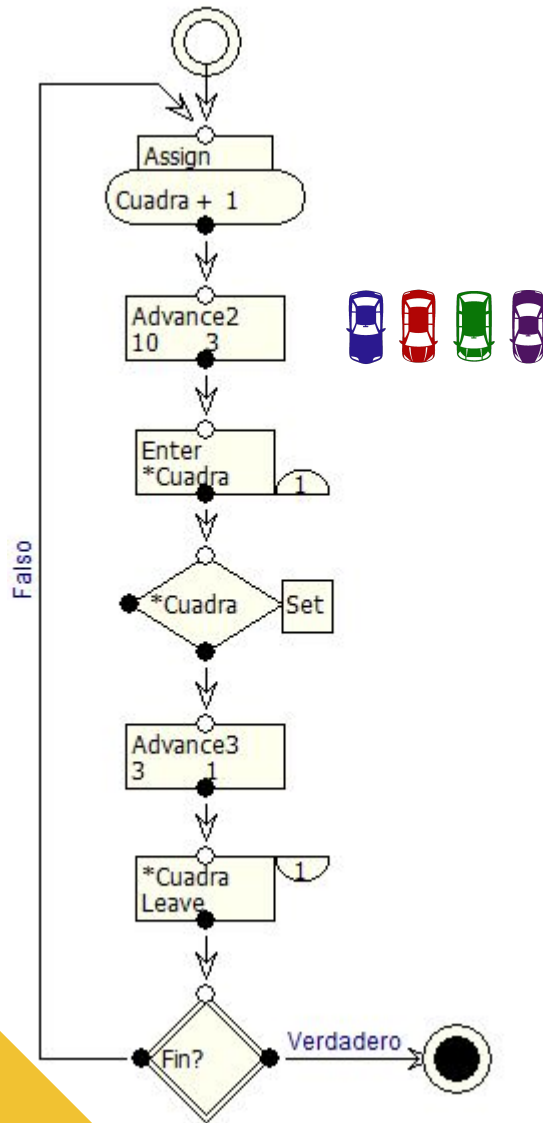 Assign
Cuadra + 1
Advance2
10 3
Enter
*Cuadra
1
*Cuadra
Set
Falso
Advance3
3 1
*Cuadra
1
Leave
Fin?
Verdadero